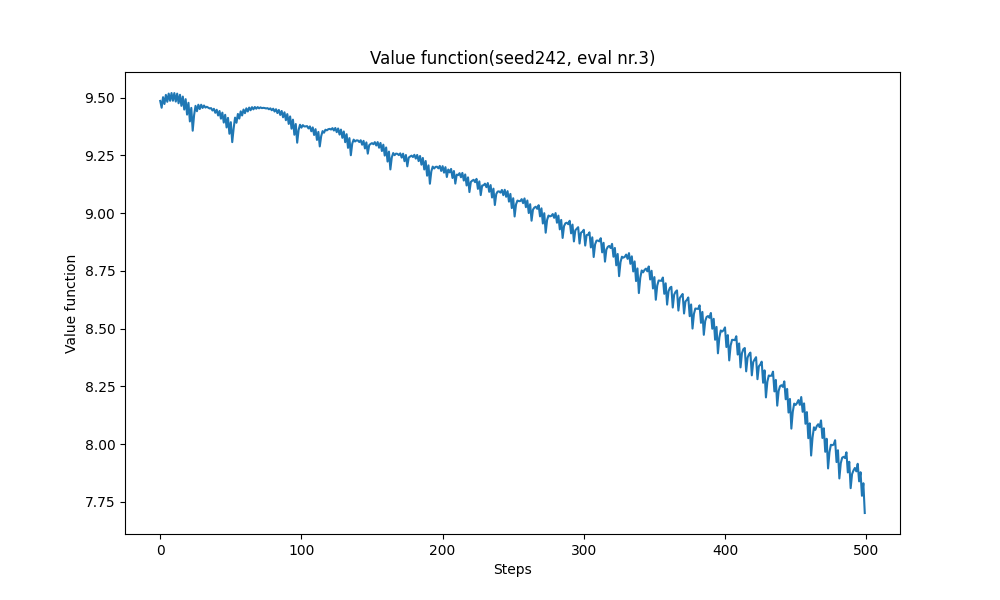 Value function(seed242, eval nr.3)
9.50
9.25
9.00
8.75
8.50
8.25
8.00
7.75
Value function
0 100 200 300 400 500
Steps